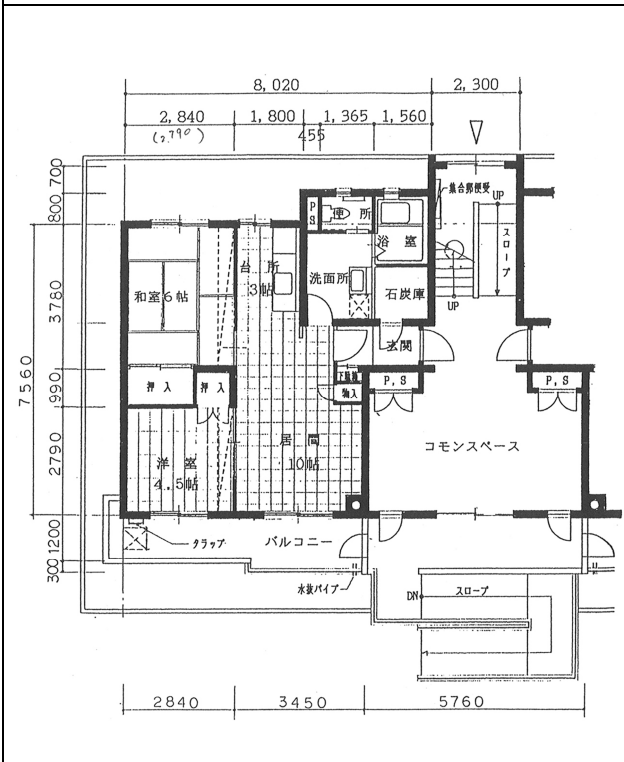 8,020
2,300
2,840
1,800
1,365
1,560
(2,790)
455
700
800
3780
7560
990
2790
1200
300
集合郵便受
UP
スロープ
UP
PS
便 所
浴 室
洗面所
石炭庫
台 所
3帖
和室6帖
玄関
下駄箱
物入
押 入
押 入
P,S
P,S
居 間
10帖
洋 室
4.5帖
コモンスペース
バルコニー
クラップ
水抜パイプ
DN
スロープ
2840
3450
5760